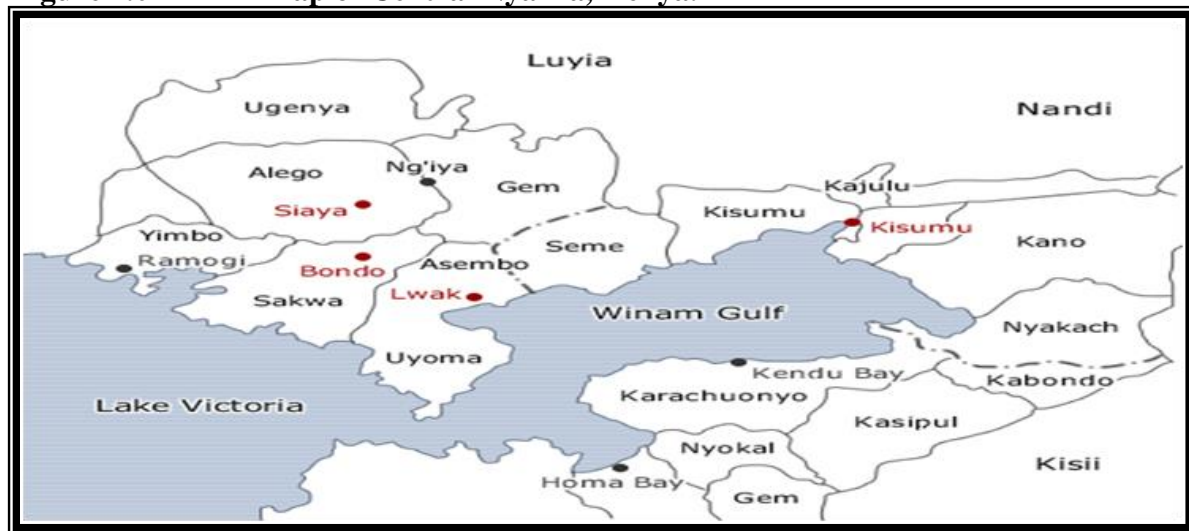 Luyia
Ugenya
Nandi
Alego
Ng'iya
Gem
Kajulu
Siaya
Kisumu
Kisumu
Yimbo
Seme
Kano
Ramogi
Bondo
Asembo
Sakwa
Lwak
Winam Gulf
Nyakach
Uyoma
Kendu Bay
Kabondo
Karachuonyo
Lake Victoria
Kasipul
Nyokal
Kisii
Homa Bay
Gem